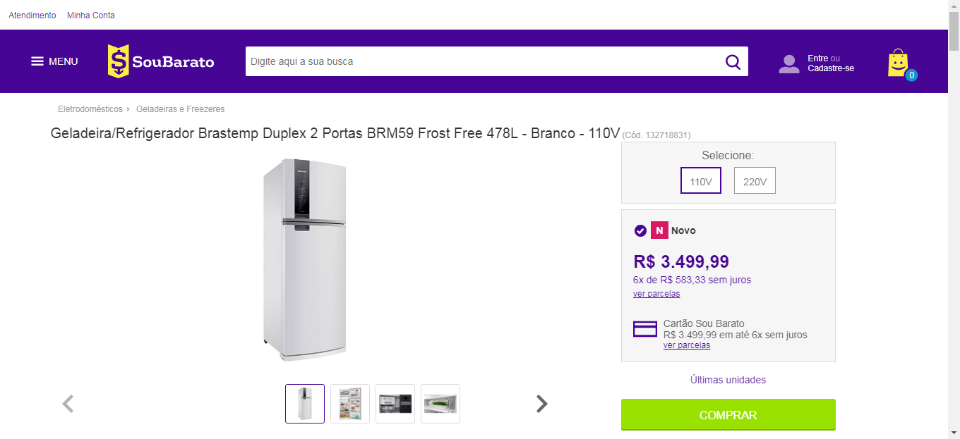 Atendimento Minha Conta
MENU
SouBarato
Digite aqui a sua busca
Entre ou
Cadastre-se
0
Eletrodomésticos › Geladeiras e Freezeres
Geladeira/Refrigerador Brastemp Duplex 2 Portas BRM59 Frost Free 478L - Branco - 110V (Cód. 132718831)
Selecione:
110V 220V
N Novo
R$ 3.499,99
6x de R$ 583,33 sem juros
ver parcelas
Cartão Sou Barato
R$ 3.499,99 em até 6x sem juros
ver parcelas
Últimas unidades
COMPRAR